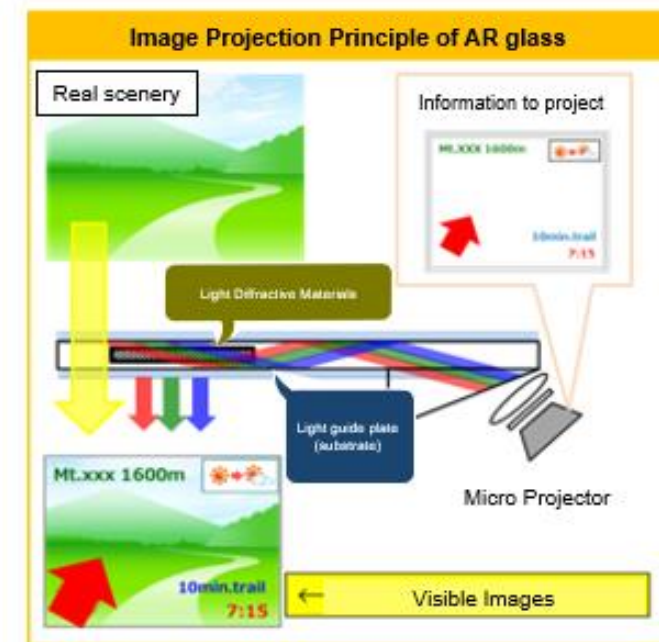 Image Projection Principle of AR glass
Real scenery
Information to project
Mt.xxx 1600m
10min.trail
7:15
Light Diffractive Materials
Light guide plate
(substrate)
Micro Projector
Mt.xxx 1600m
10min.trail
7:15
← Visible Images